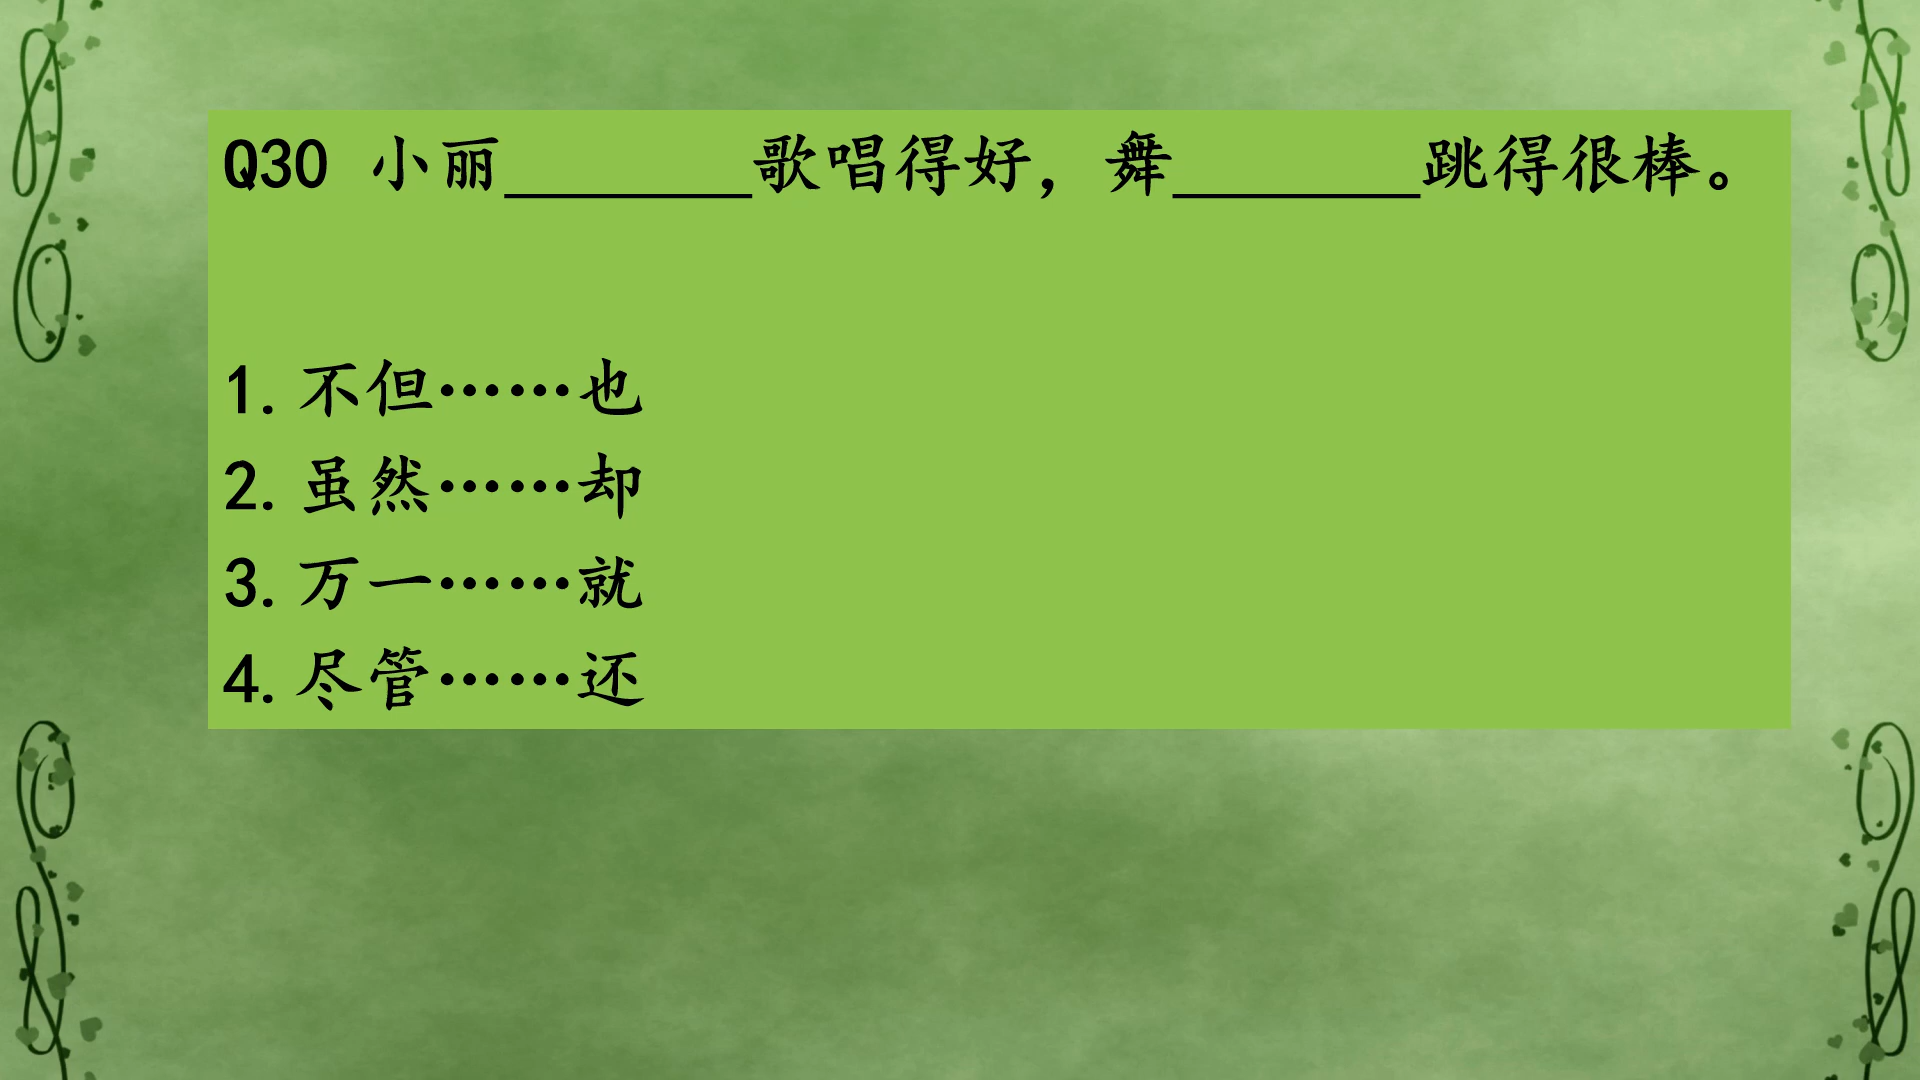 Q30 小丽_______歌唱得好，舞_______跳得很棒。
1.不但……也
2.虽然……却
3.万一……就
4.尽管……还